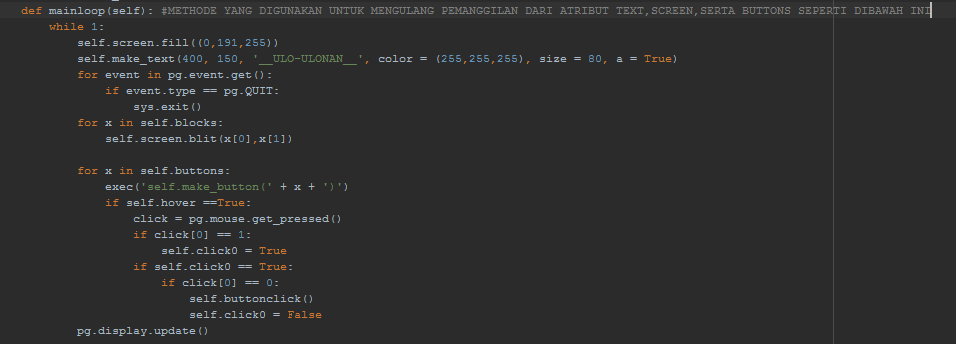 def mainloop(self): #METHODE YANG DIGUNAKAN UNTUK MENGULANG PEMANGGILAN DARI ATRIBUT TEXT,SCREEN,SERTA BUTTONS SEPERTI DIBAWAH INI
    while 1:
        self.screen.fill((0,191,255))
        self.make_text(400, 150, '__ULO-ULONAN__', color = (255,255,255), size = 80, a = True)
        for event in pg.event.get():
            if event.type == pg.QUIT:
                sys.exit()
        for x in self.blocks:
            self.screen.blit(x[0],x[1])

        for x in self.buttons:
            exec('self.make_button(' + x + ')')
            if self.hover ==True:
                click = pg.mouse.get_pressed()
                if click[0] == 1:
                    self.click0 = True
                if self.click0 == True:
                    if click[0] == 0:
                        self.buttonclick()
                        self.click0 = False
        pg.display.update()